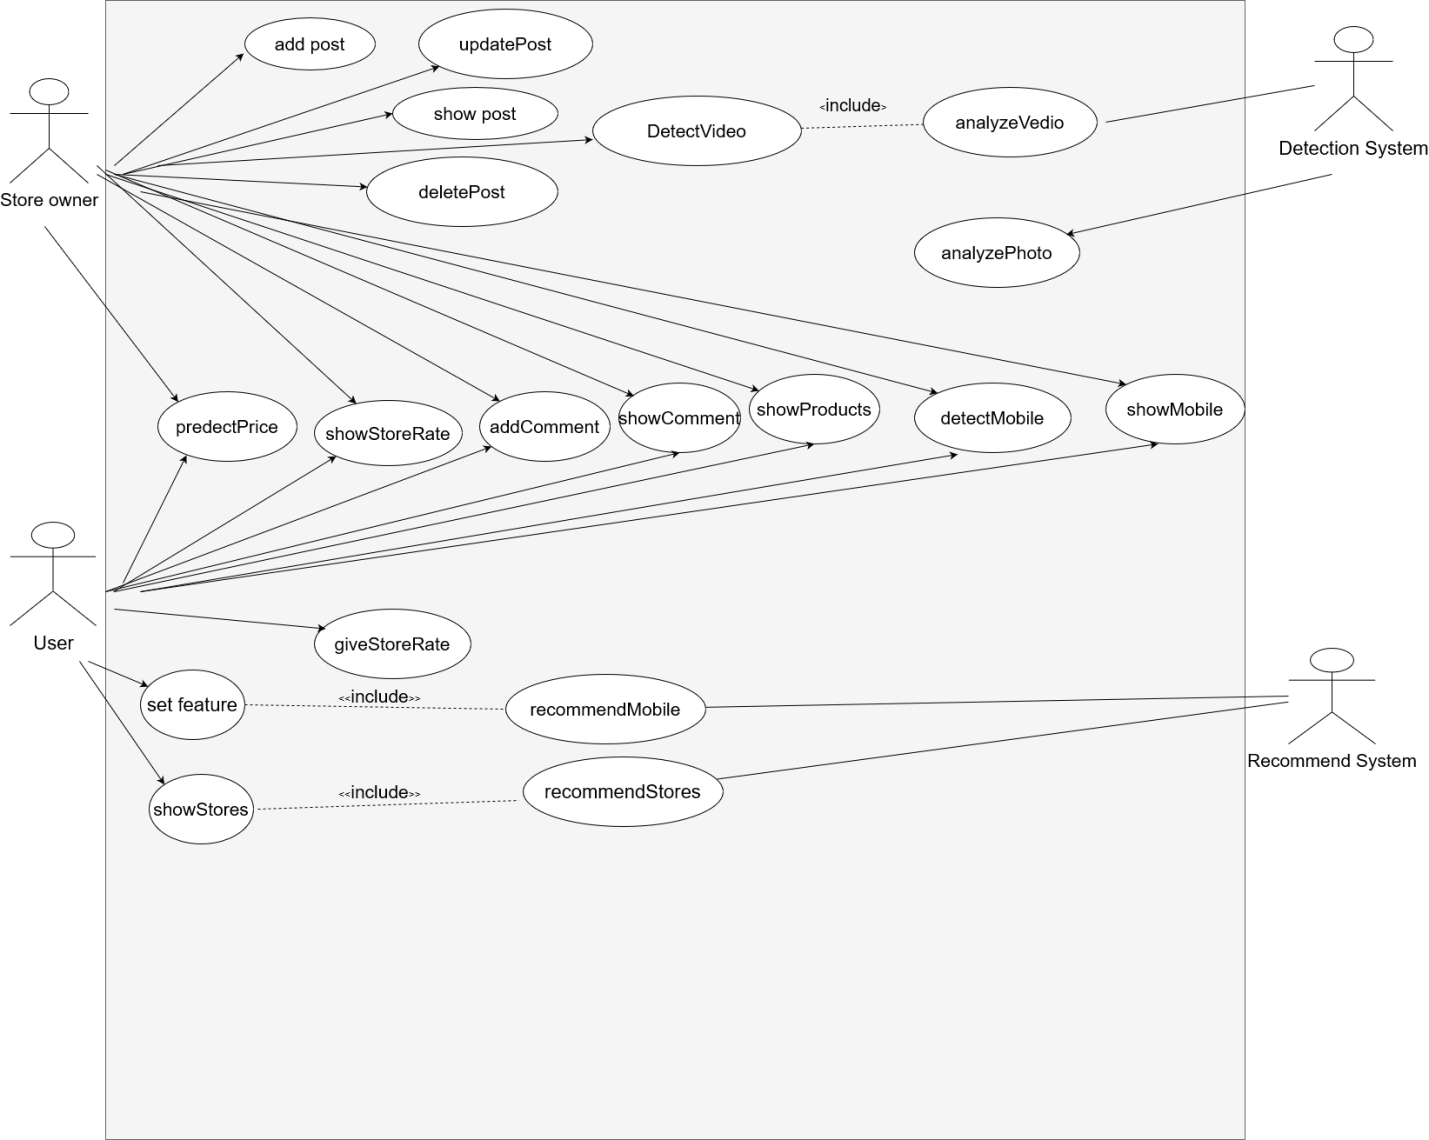 add post
updatePost
show post
<include>
DetectVideo
analyzeVedio
Detection System
Store owner
deletePost
analyzePhoto
predectPrice
showStoreRate
addComment
showComment
showProducts
detectMobile
showMobile
User
giveStoreRate
set feature
<<include>>
recommendMobile
Recommend System
showStores
<<include>>
recommendStores